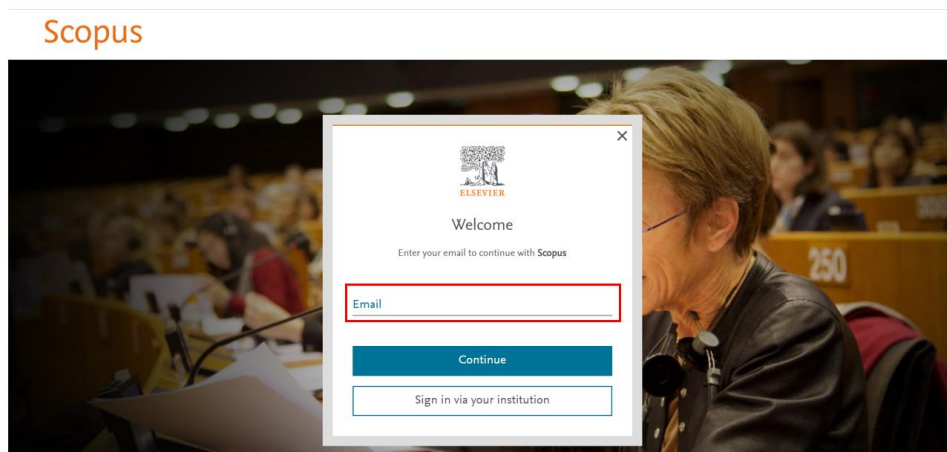 Scopus
ELSEVIER
Welcome
Enter your email to continue with Scopus
Email
Continue
Sign in via your institution
250